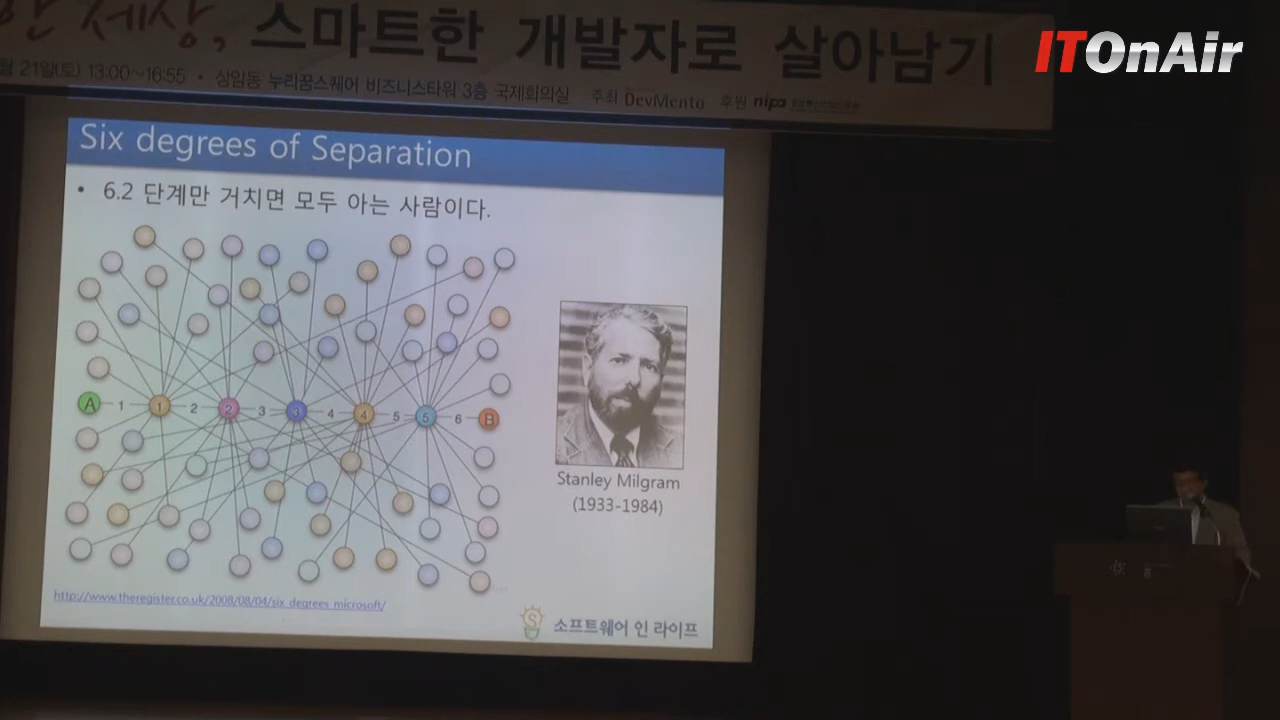 한 세상, 스마트한 개발자로 살아남기
ITOnAir
월 21일(토) 13:00~16:55 • 상암동 누리꿈스퀘어 비즈니스타워 3층 국제회의실 주최 DevMento 후원 nipa
Six degrees of Separation
• 6.2 단계만 거치면 모두 아는 사람이다.
A 1 1 2 2 3 3 4 4 5 5 6 B
Stanley Milgram
(1933-1984)
http://www.theregister.co.uk/2008/08/04/six_degrees_microsoft/
S 소프트웨어 인 라이프